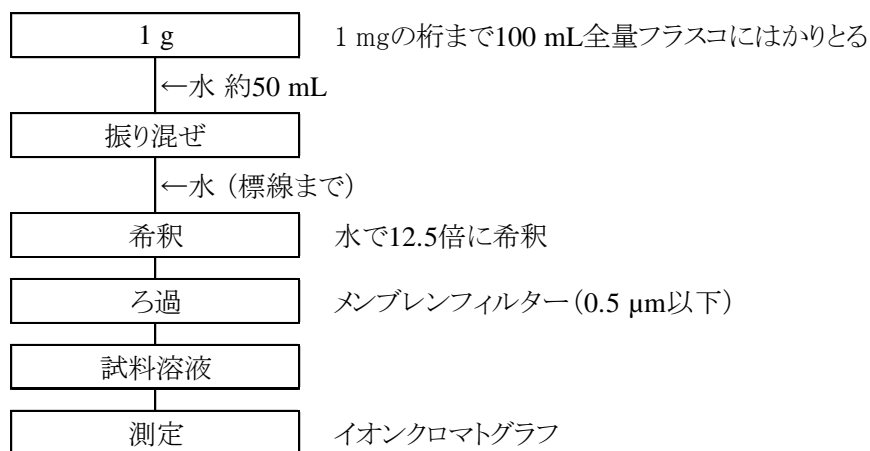 1 g 1 mgの桁まで100 mL全量フラスコにはかりとる
←水 約50 mL
振り混ぜ
←水 (標線まで)
希釈 水で12.5倍に希釈
ろ過 メンブレンフィルター(0.5 µm以下)
試料溶液
測定 イオンクロマトグラフ